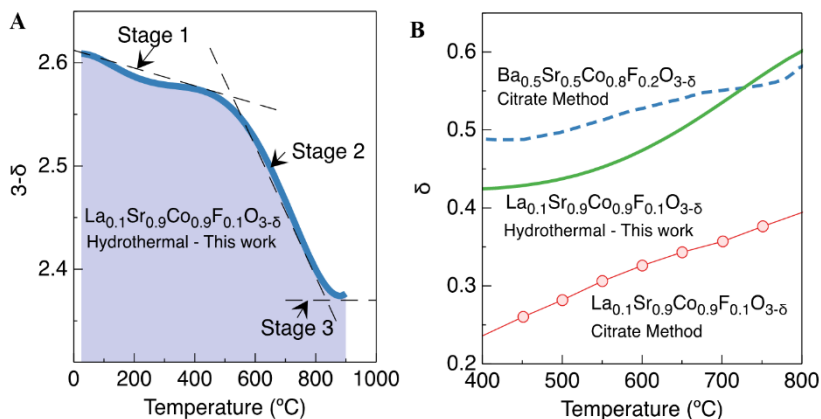 A
Stage 1
Stage 2
La0.1Sr0.9Co0.9F0.1O3-δ
Hydrothermal - This work
Stage 3
3-δ
2.6
2.5
2.4
0 200 400 600 800 1000
Temperature (ºC)
B
Ba0.5Sr0.5Co0.8F0.2O3-δ
Citrate Method
La0.1Sr0.9Co0.9F0.1O3-δ
Hydrothermal - This work
La0.1Sr0.9Co0.9F0.1O3-δ
Citrate Method
δ
0.6
0.5
0.4
0.3
0.2
400 500 600 700 800
Temperature (ºC)